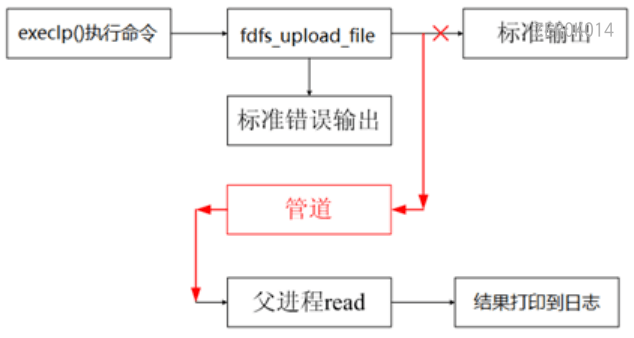 execlp()执行命令
fdfs_upload_file
标准输出
标准错误输出
管道
父进程read
结果打印到日志